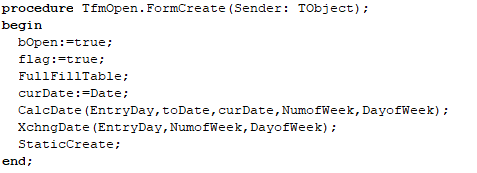 procedure TfmOpen.FormCreate(Sender: TObject);
begin
  bOpen:=true;
  flag:=true;
  FullFillTable;
  curDate:=Date;
  CalcDate(EntryDay,toDate,curDate,NumofWeek,DayofWeek);
  XchngDate(EntryDay,NumofWeek,DayofWeek);
  StaticCreate;
end;